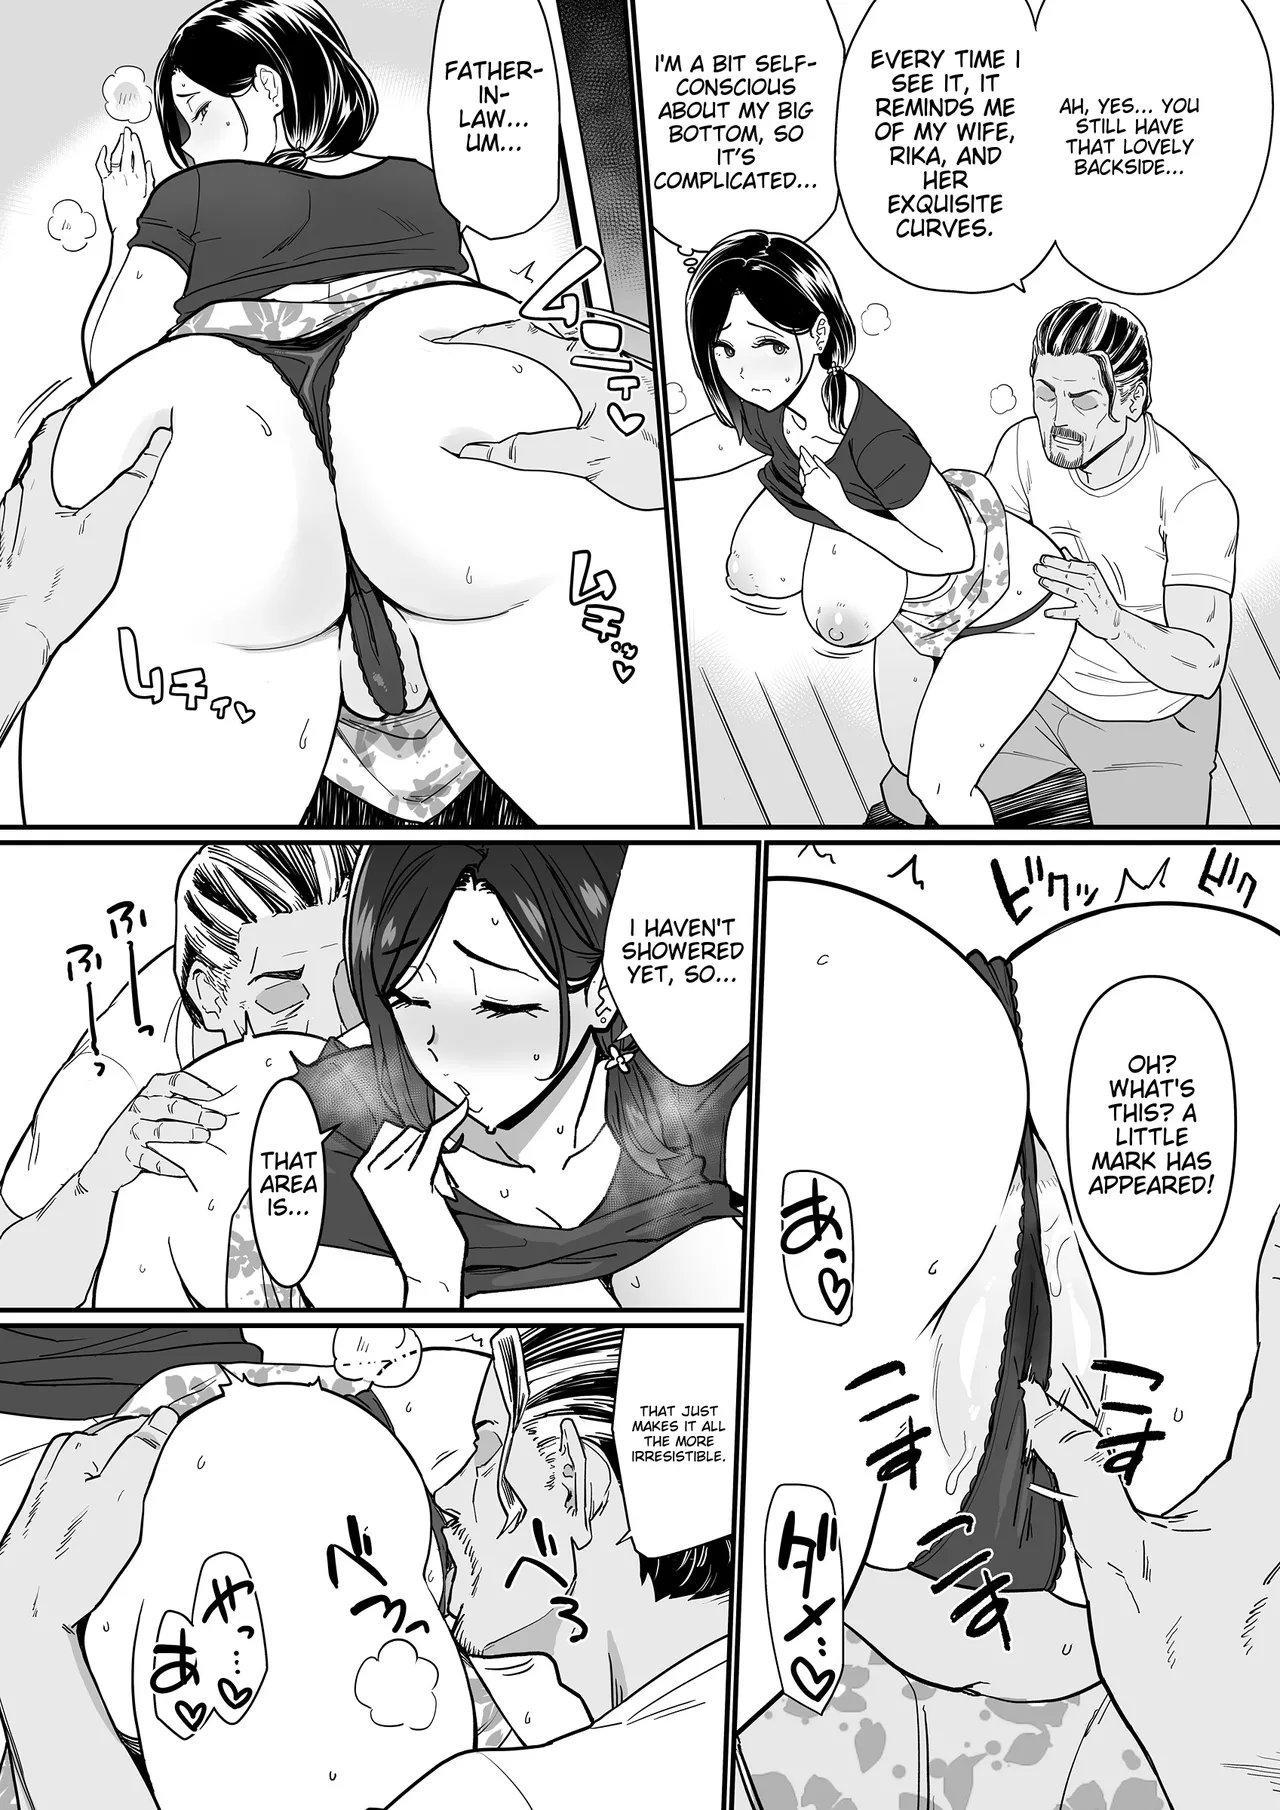 AH, YES... YOU
STILL HAVE
THAT LOVELY
BACKSIDE...
EVERY TIME I
SEE IT, IT
REMINDS ME
OF MY WIFE,
RIKA, AND
HER
EXQUISITE
CURVES.
I'M A BIT SELF-
CONSCIOUS
ABOUT MY BIG
BOTTOM, SO
IT'S
COMPLICATED...
FATHER-
IN-
LAW...
UM...
ムニィ♡
ムチッ♡
ムチィ♡
ビクッ
ビク
OH?
WHAT'S
THIS? A
LITTLE
MARK HAS
APPEARED!
あっ♡
こす
こす
ダメ…♡
I HAVEN'T
SHOWERED
YET, SO...
ふーっ
ふーっ
THAT
AREA
IS...
THAT JUST
MAKES IT ALL
THE MORE
IRRESISTIBLE.
べろ
べろっ
やっ…♡
あ♡